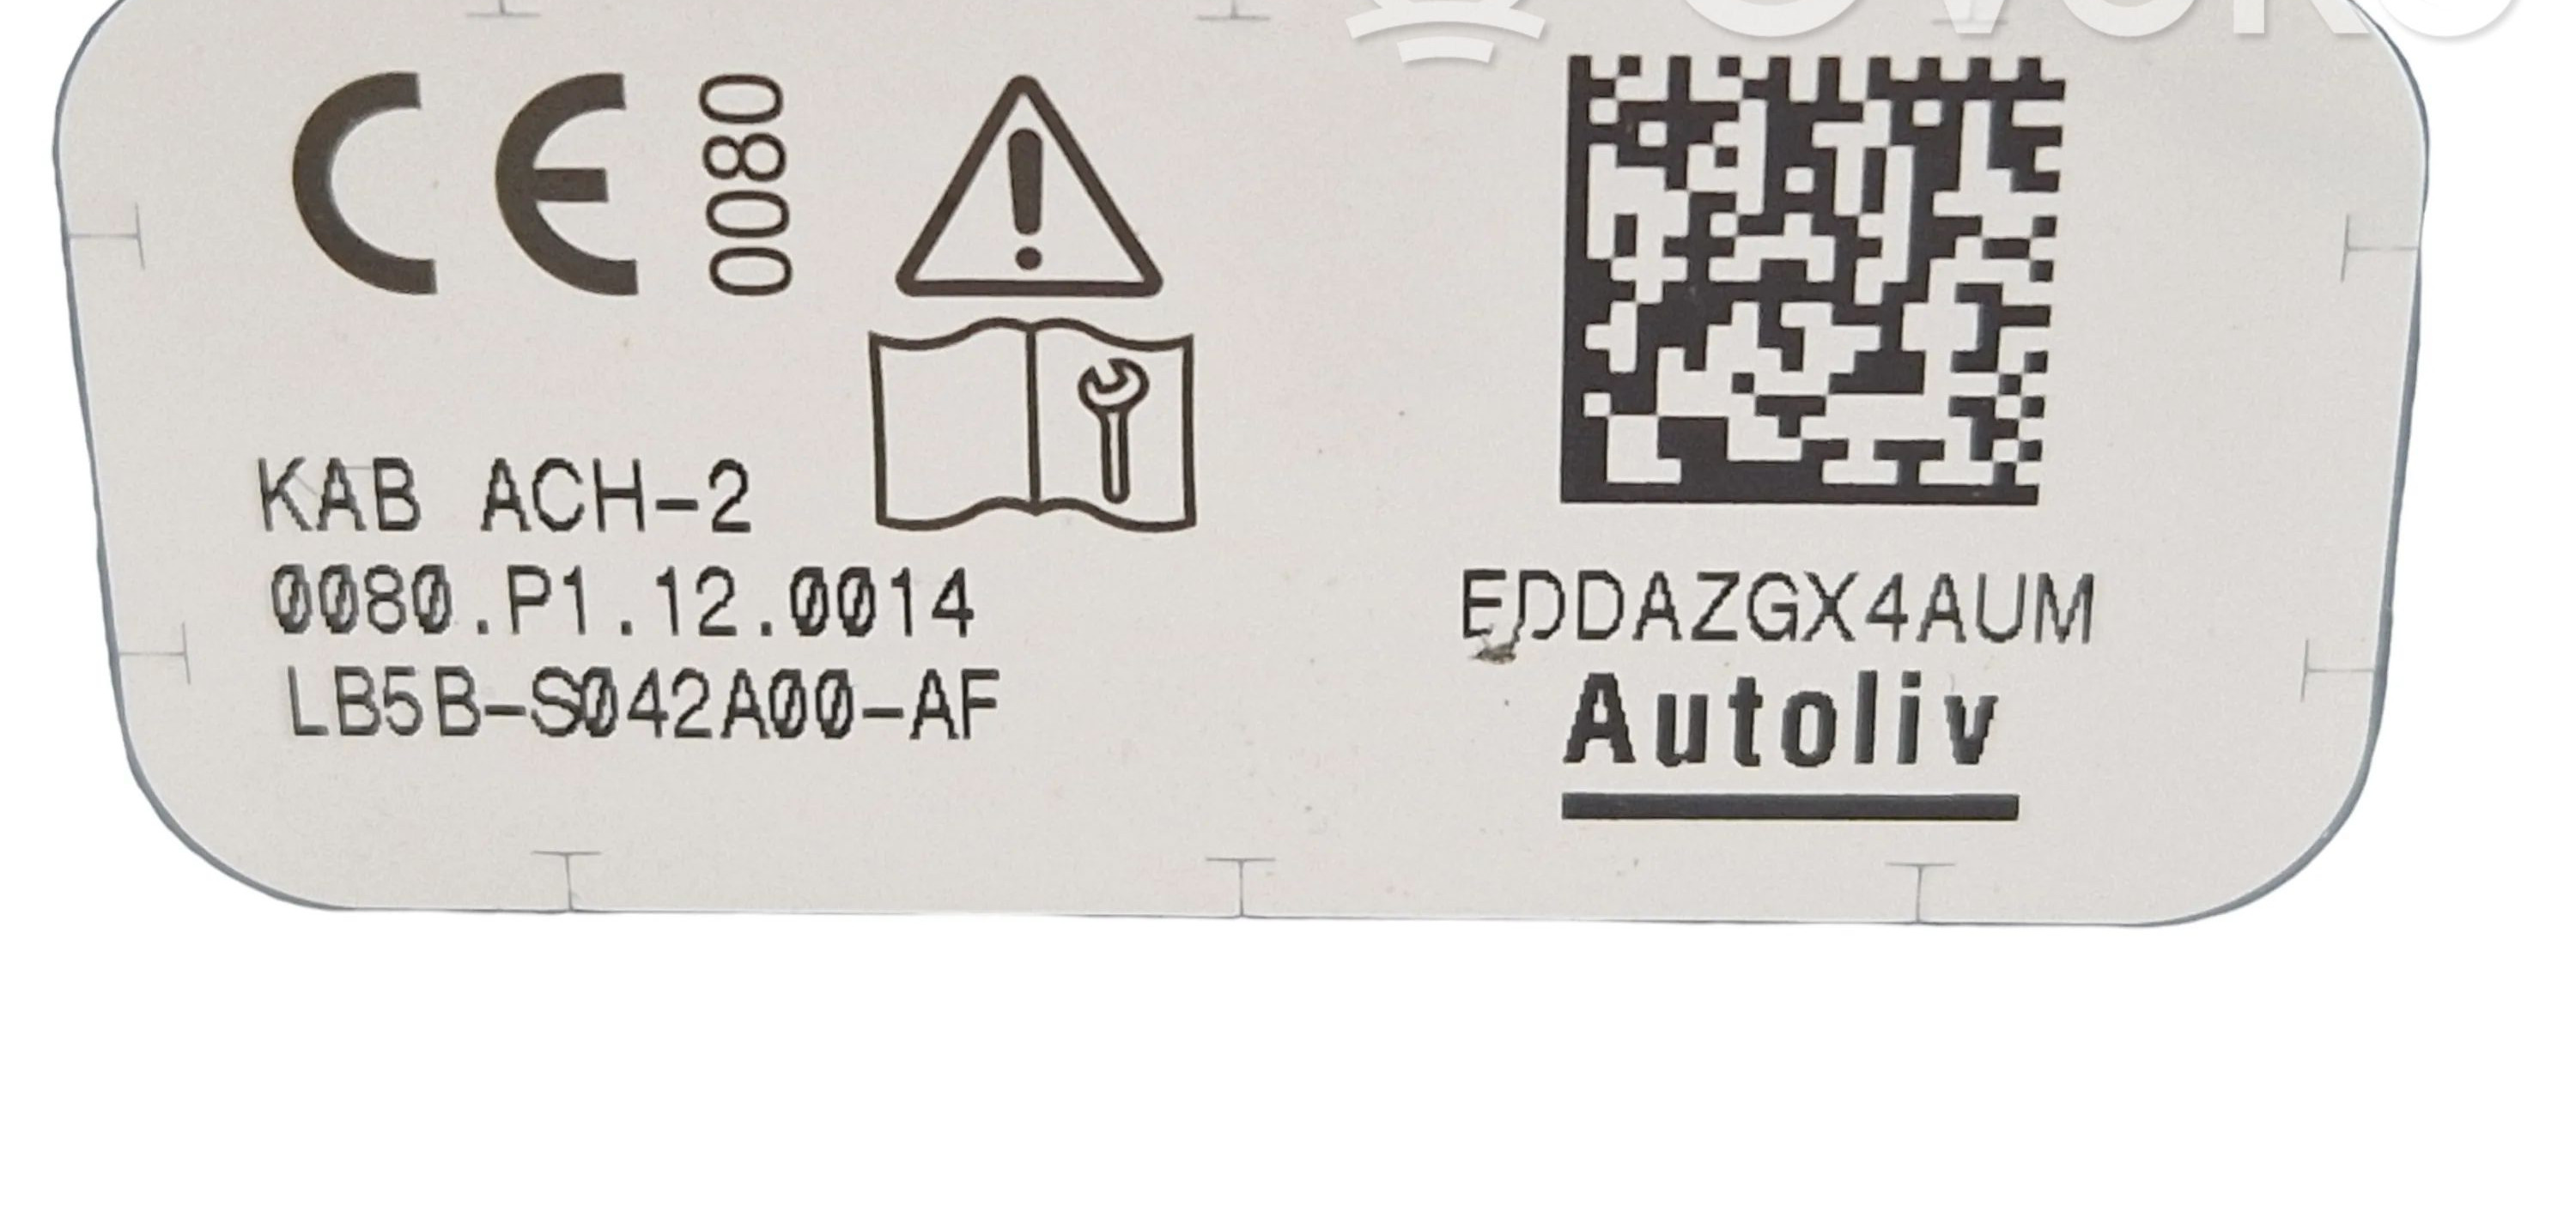 CE 0080
KAB ACH-2
0080.P1.12.0014
LB5B-S042A00-AF
EDDAZGX4AUM
Autoliv